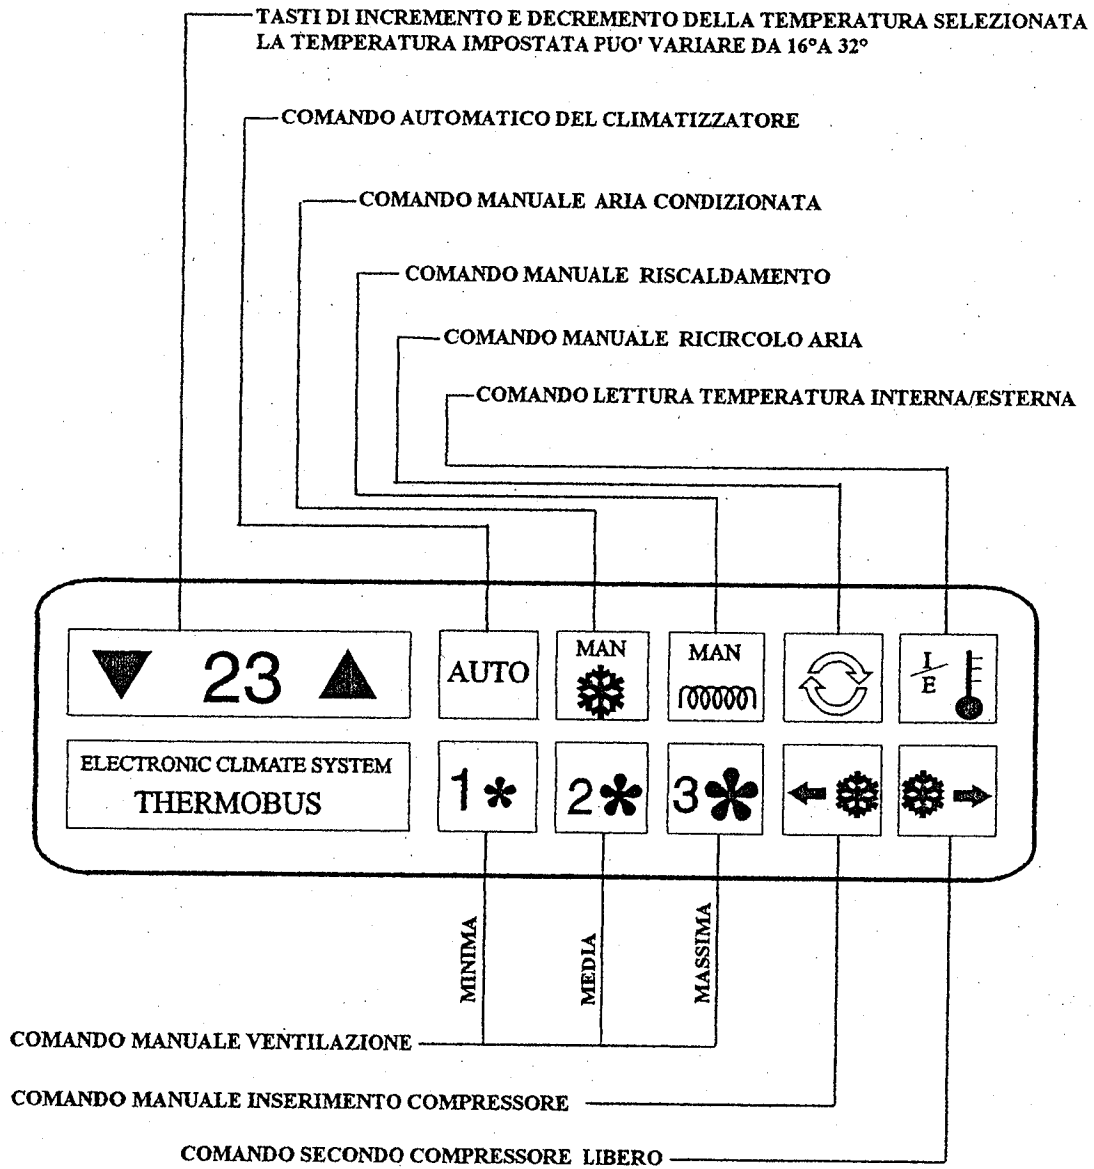 TASTI DI INCREMENTO E DECREMENTO DELLA TEMPERATURA SELEZIONATA
LA TEMPERATURA IMPOSTATA PUO' VARIARE DA 16°A 32°
COMANDO AUTOMATICO DEL CLIMATIZZATORE
COMANDO MANUALE ARIA CONDIZIONATA
COMANDO MANUALE RISCALDAMENTO
COMANDO MANUALE RICIRCOLO ARIA
COMANDO LETTURA TEMPERATURA INTERNA/ESTERNA
23
AUTO
MAN
MAN
I/E
ELECTRONIC CLIMATE SYSTEM
THERMOBUS
1
2
3
MINIMA
MEDIA
MASSIMA
COMANDO MANUALE VENTILAZIONE
COMANDO MANUALE INSERIMENTO COMPRESSORE
COMANDO SECONDO COMPRESSORE LIBERO